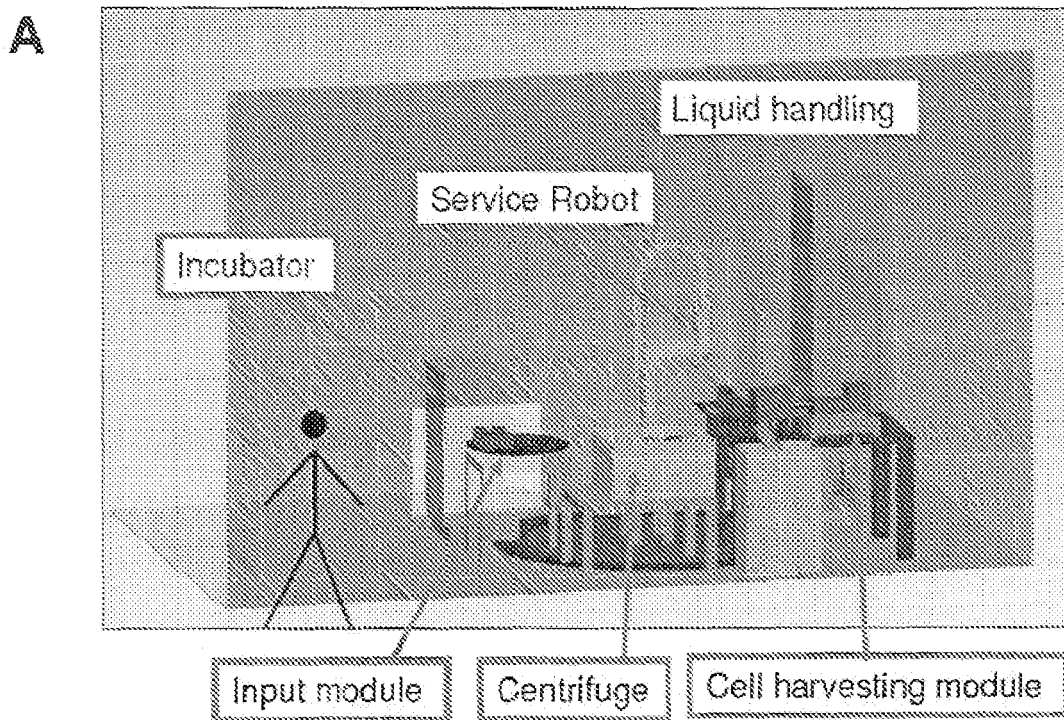 A
Liquid handling
Service Robot
Incubator
Input module
Centrifuge
Cell harvesting module